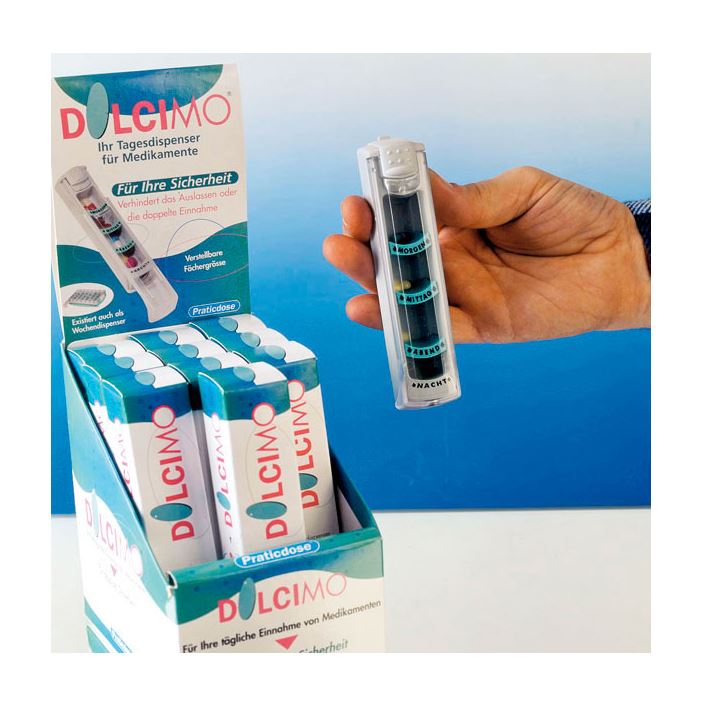 DOLCIMO®
Ihr Tagesdispenser
für Medikamente
Für Ihre Sicherheit
Verhindert das Auslassen oder
die doppelte Einnahme
Verstellbare
Fächergrösse
NACHT
Existiert auch als
Wochendispenser
Praticdose
MORGEN
MITTAG
ABEND
NACHT
DOLCIMO
DOLCIMO
DOLCIMO
DOLCIMO
Praticdose
DOLCIMO
Für Ihre tägliche Einnahme von Medikamenten
Sicherheit